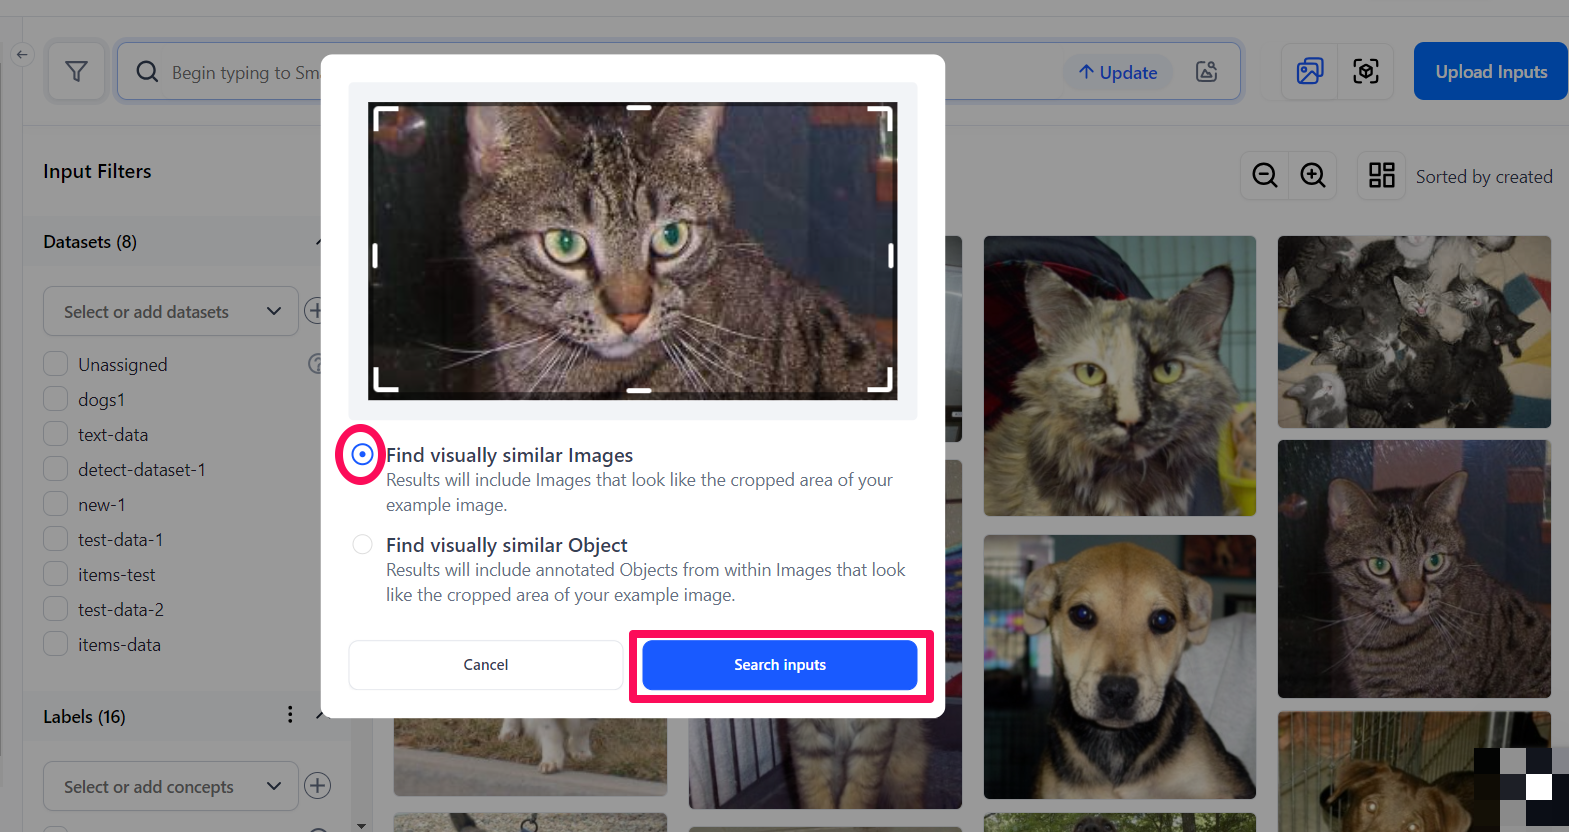 Begin typing to Sm
Update
Upload Inputs
Input Filters
Sorted by created
Datasets (8)
Select or add datasets
Unassigned
dogs1
text-data
detect-dataset-1
new-1
test-data-1
items-test
test-data-2
items-data
Labels (16)
Select or add concepts
Find visually similar Images
Results will include Images that look like the cropped area of your
example image.
Find visually similar Object
Results will include annotated Objects from within Images that look
like the cropped area of your example image.
Cancel
Search inputs